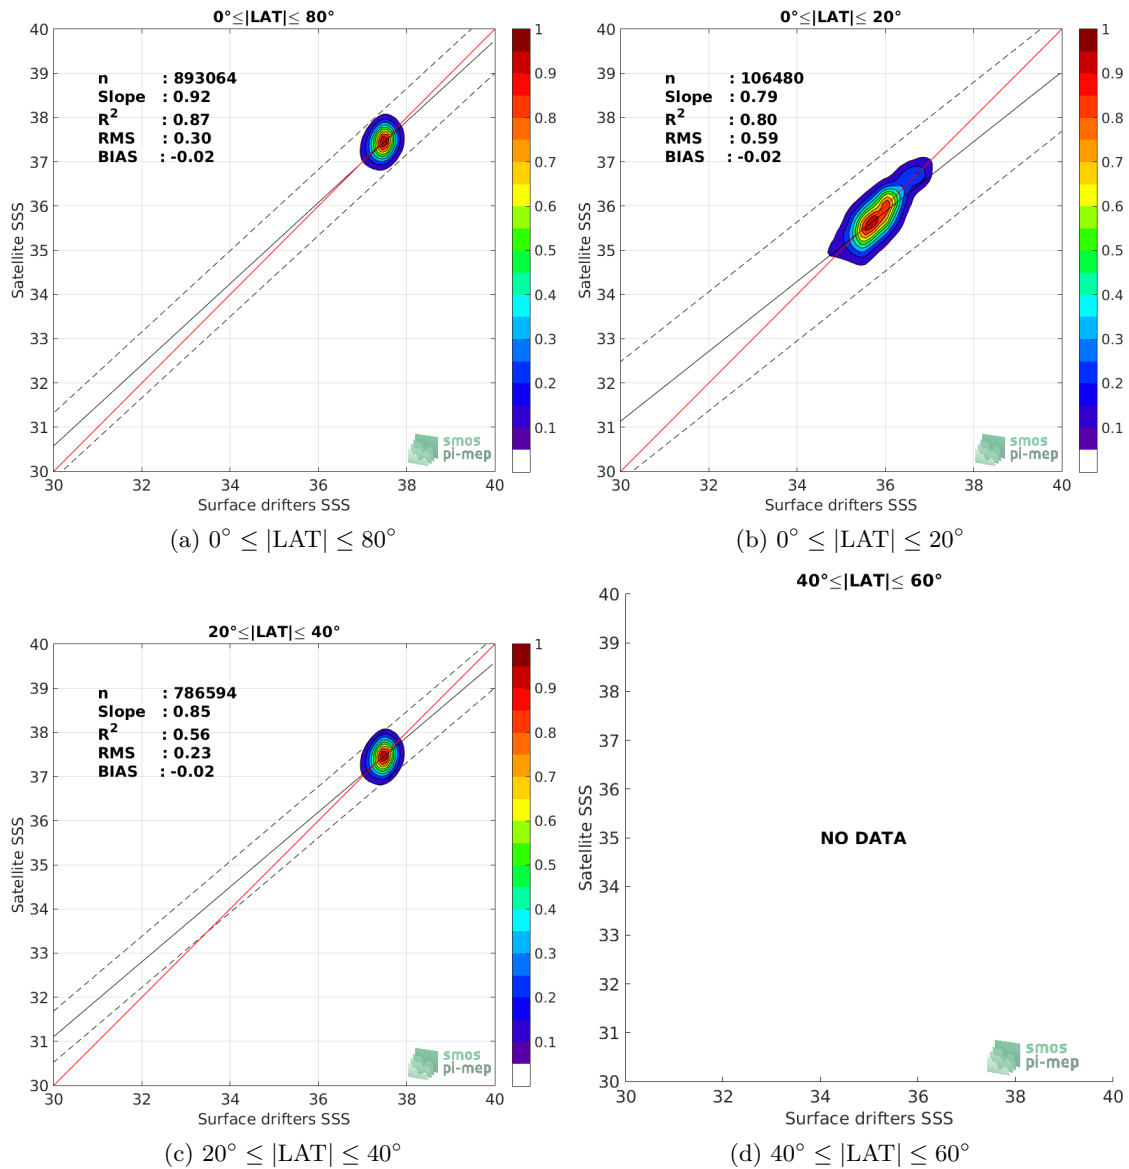 0°≤|LAT|≤ 80°
40
39
38
37
36
35
34
33
32
31
30
Satellite SSS
n : 893064
Slope : 0.92
R2 : 0.87
RMS : 0.30
BIAS : -0.02
smos
pi-mep
30 32 34 36 38 40
Surface drifters SSS
1
0.9
0.8
0.7
0.6
0.5
0.4
0.3
0.2
0.1
(a) 0° ≤ |LAT| ≤ 80°
0°≤|LAT|≤ 20°
40
39
38
37
36
35
34
33
32
31
30
Satellite SSS
n : 106480
Slope : 0.79
R2 : 0.80
RMS : 0.59
BIAS : -0.02
smos
pi-mep
30 32 34 36 38 40
Surface drifters SSS
1
0.9
0.8
0.7
0.6
0.5
0.4
0.3
0.2
0.1
(b) 0° ≤ |LAT| ≤ 20°
20°≤|LAT|≤ 40°
40
39
38
37
36
35
34
33
32
31
30
Satellite SSS
n : 786594
Slope : 0.85
R2 : 0.56
RMS : 0.23
BIAS : -0.02
smos
pi-mep
30 32 34 36 38 40
Surface drifters SSS
1
0.9
0.8
0.7
0.6
0.5
0.4
0.3
0.2
0.1
(c) 20° ≤ |LAT| ≤ 40°
40°≤|LAT|≤ 60°
40
39
38
37
36
35
34
33
32
31
30
Satellite SSS
NO DATA
smos
pi-mep
30 32 34 36 38 40
Surface drifters SSS
(d) 40° ≤ |LAT| ≤ 60°